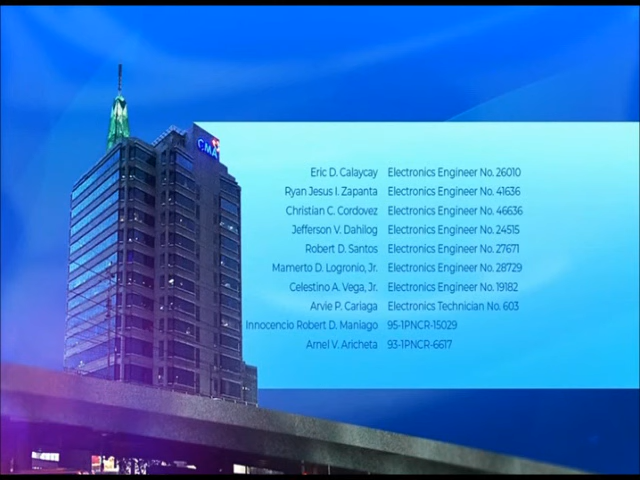 GMA
Eric D. Calaycay Electronics Engineer No. 26010
Ryan Jesus I. Zapanta Electronics Engineer No. 41636
Christian C. Cordovez Electronics Engineer No. 46636
Jefferson V. Dahilog Electronics Engineer No. 24515
Robert D. Santos Electronics Engineer No. 27671
Mamerto D. Logronio, Jr. Electronics Engineer No. 28729
Celestino A. Vega, Jr. Electronics Engineer No. 19182
Arvie P. Cariaga Electronics Technician No. 603
Innocencio Robert D. Maniago 95-1PNCR-15029
Arnel V. Aricheta 93-1PNCR-6617